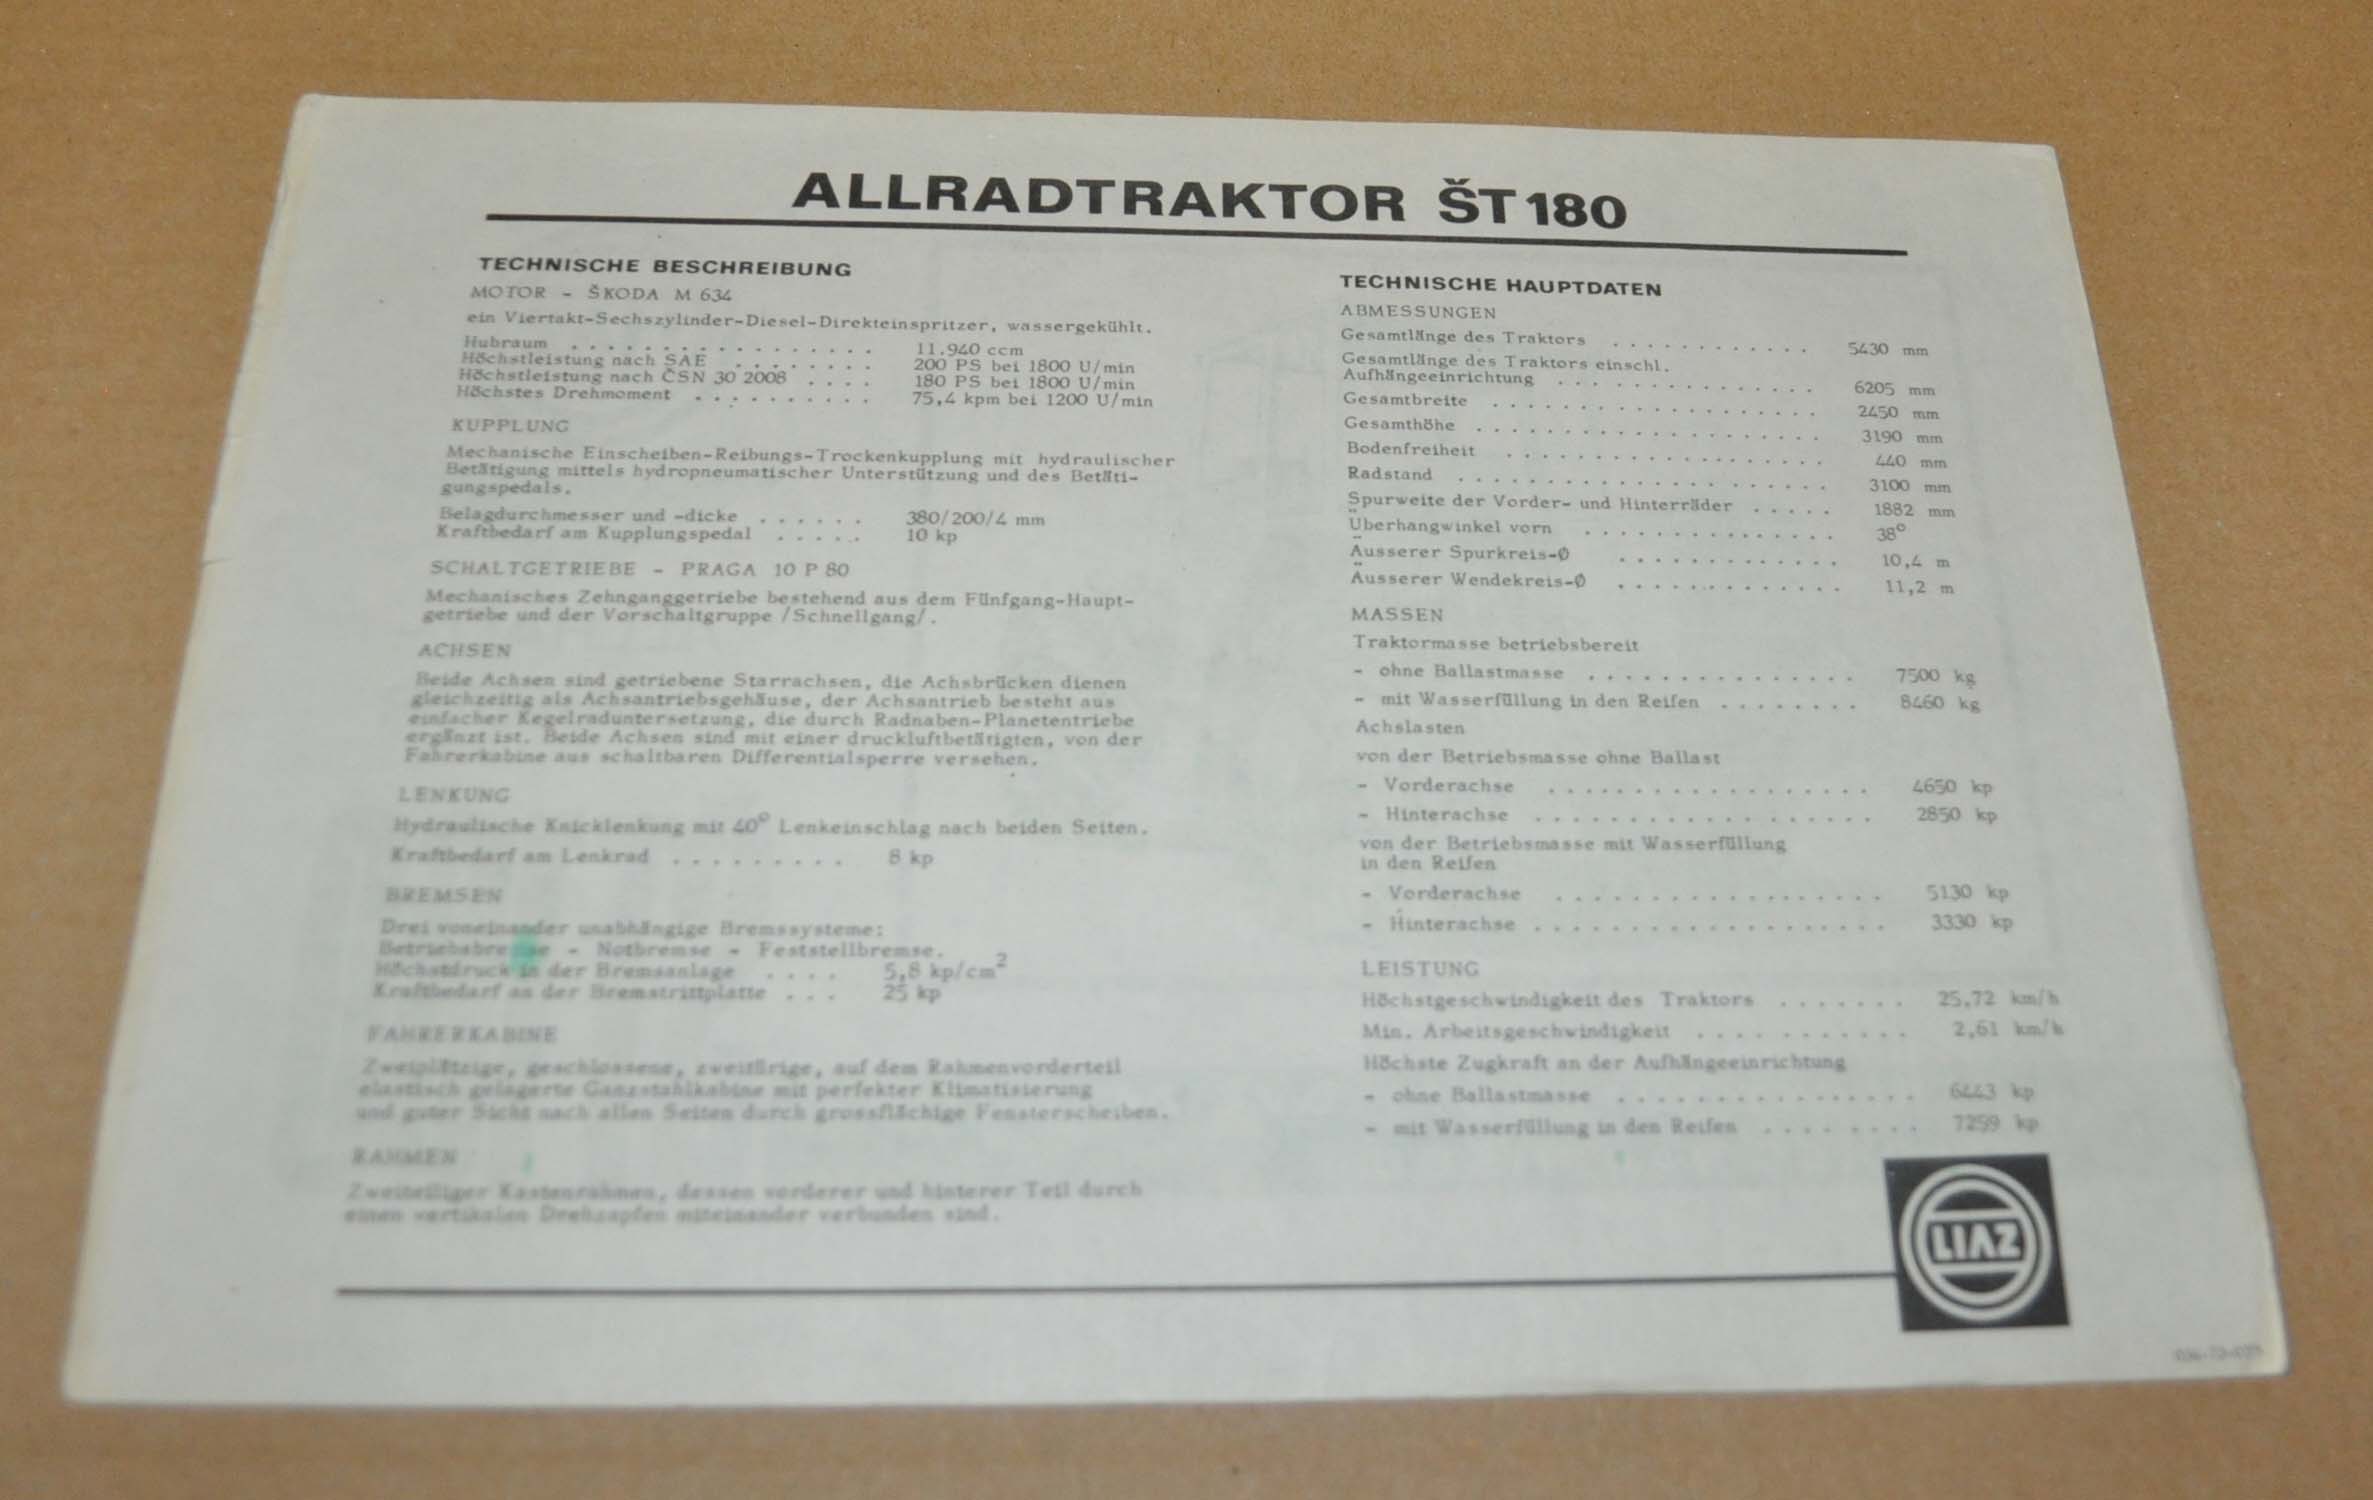 ALLRADTRAKTOR ŠT 180
TECHNISCHE BESCHREIBUNG
MOTOR - ŠKODA M 634
ein Viertakt-Sechszylinder-Diesel-Direkteinspritzer, wassergekühlt.
Hubraum . . . . . . . . . . . . . . . . . 11.940 ccm
Höchstleistung nach SAE . . . . . . . . 200 PS bei 1800 U/min
Höchstleistung nach ČSN 30 2008 . . . . 180 PS bei 1800 U/min
Höchstes Drehmoment . . . . . . . . . . 75,4 kpm bei 1200 U/min
KUPPLUNG
Mechanische Einscheiben-Reibungs-Trockenkupplung mit hydraulischer
Betätigung mittels hydropneumatischer Unterstützung und des Betäti-
gungspedals.
Belagdurchmesser und -dicke . . . . . . 380/200/4 mm
Kraftbedarf am Kupplungspedal . . . . . 10 kp
SCHALTGETRIEBE - PRAGA 10 P 80
Mechanisches Zehnganggetriebe bestehend aus dem Fünfgang-Haupt-
getriebe und der Vorschaltgruppe /Schnellgang/.
ACHSEN
Beide Achsen sind getriebene Starrachsen, die Achsbrücken dienen
gleichzeitig als Achsantriebsgehäuse, der Achsantrieb besteht aus
einfacher Kegelraduntersetzung, die durch Radnaben-Planetentriebe
ergänzt ist. Beide Achsen sind mit einer druckluftbetätigten, von der
Fahrerkabine aus schaltbaren Differentialsperre versehen.
LENKUNG
Hydraulische Knicklenkung mit 40° Lenkeinschlag nach beiden Seiten.
Kraftbedarf am Lenkrad . . . . . . . . . 8 kp
BREMSEN
Drei voneinander unabhängige Bremssysteme:
Betriebsbremse - Notbremse - Feststellbremse.
Höchstdruck in der Bremsanlage . . . . 5,8 kp/cm²
Kraftbedarf an der Bremstrittplatte . . . 25 kp
FAHRERKABINE
Zweiplätzige, geschlossene, zweitürige, auf dem Rahmenvorderteil
elastisch gelagerte Ganzstahlkabine mit perfekter Klimatisierung
und guter Sicht nach allen Seiten durch grossflächige Fensterscheiben.
RAHMEN
Zweiteiliger Kastenrahmen, dessen vorderer und hinterer Teil durch
einen vertikalen Drehzapfen miteinander verbunden sind.
TECHNISCHE HAUPTDATEN
ABMESSUNGEN
Gesamtlänge des Traktors . . . . . . . . . . . . 5430 mm
Gesamtlänge des Traktors einschl.
Aufhängeeinrichtung . . . . . . . . . . . . . . 6205 mm
Gesamtbreite . . . . . . . . . . . . . . . . . . 2450 mm
Gesamthöhe . . . . . . . . . . . . . . . . . . . 3190 mm
Bodenfreiheit . . . . . . . . . . . . . . . . . 440 mm
Radstand . . . . . . . . . . . . . . . . . . . . 3100 mm
Spurweite der Vorder- und Hinterräder . . . . . 1882 mm
Überhangwinkel vorn . . . . . . . . . . . . . . 38°
Äusserer Spurkreis-Ø . . . . . . . . . . . . . 10,4 m
Äusserer Wendekreis-Ø . . . . . . . . . . . . . 11,2 m
MASSEN
Traktormasse betriebsbereit
- ohne Ballastmasse . . . . . . . . . . . . . . . 7500 kg
- mit Wasserfüllung in den Reifen . . . . . . . . 8460 kg
Achslasten
von der Betriebsmasse ohne Ballast
- Vorderachse . . . . . . . . . . . . . . . . . . 4650 kp
- Hinterachse . . . . . . . . . . . . . . . . . . 2850 kp
von der Betriebsmasse mit Wasserfüllung
in den Reifen
- Vorderachse . . . . . . . . . . . . . . . . . . 5130 kp
- Hinterachse . . . . . . . . . . . . . . . . . . 3330 kp
LEISTUNG
Höchstgeschwindigkeit des Traktors . . . . . . . 25,72 km/h
Min. Arbeitsgeschwindigkeit . . . . . . . . . . . 2,61 km/h
Höchste Zugkraft an der Aufhängeeinrichtung
- ohne Ballastmasse . . . . . . . . . . . . . . . 6443 kp
- mit Wasserfüllung in den Reifen . . . . . . . . 7259 kp
LIAZ